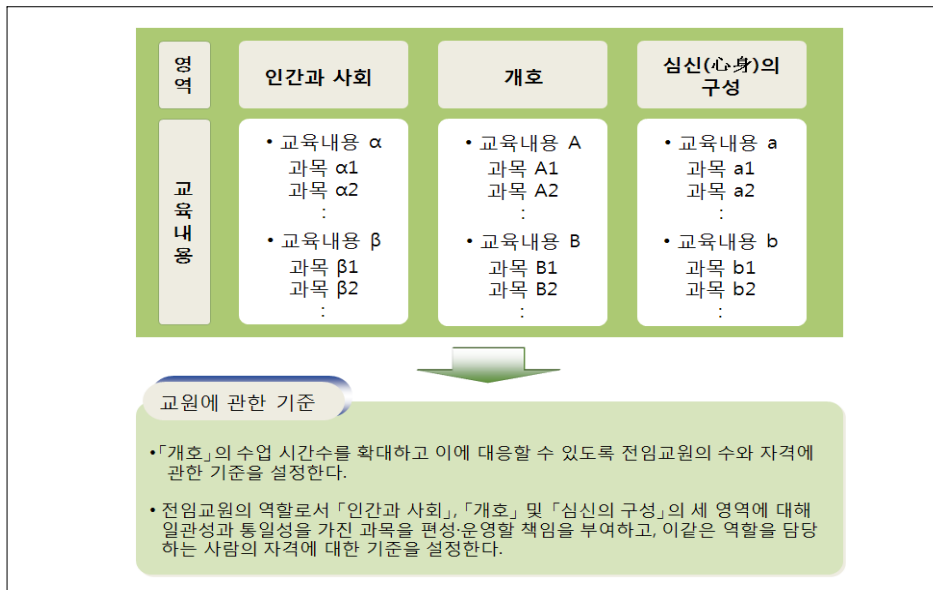 영역
인간과 사회
개호
심신(心身)의
구성
교육내용
• 교육내용 α
과목 α1
과목 α2
:
• 교육내용 β
과목 β1
과목 β2
:
• 교육내용 A
과목 A1
과목 A2
:
• 교육내용 B
과목 B1
과목 B2
:
• 교육내용 a
과목 a1
과목 a2
:
• 교육내용 b
과목 b1
과목 b2
:
교원에 관한 기준
•「개호」의 수업 시간수를 확대하고 이에 대응할 수 있도록 전임교원의 수와 자격에
관한 기준을 설정한다.
• 전임교원의 역할로서 「인간과 사회」, 「개호」 및 「심신의 구성」의 세 영역에 대해
일관성과 통일성을 가진 과목을 편성·운영할 책임을 부여하고, 이같은 역할을 담당
하는 사람의 자격에 대한 기준을 설정한다.